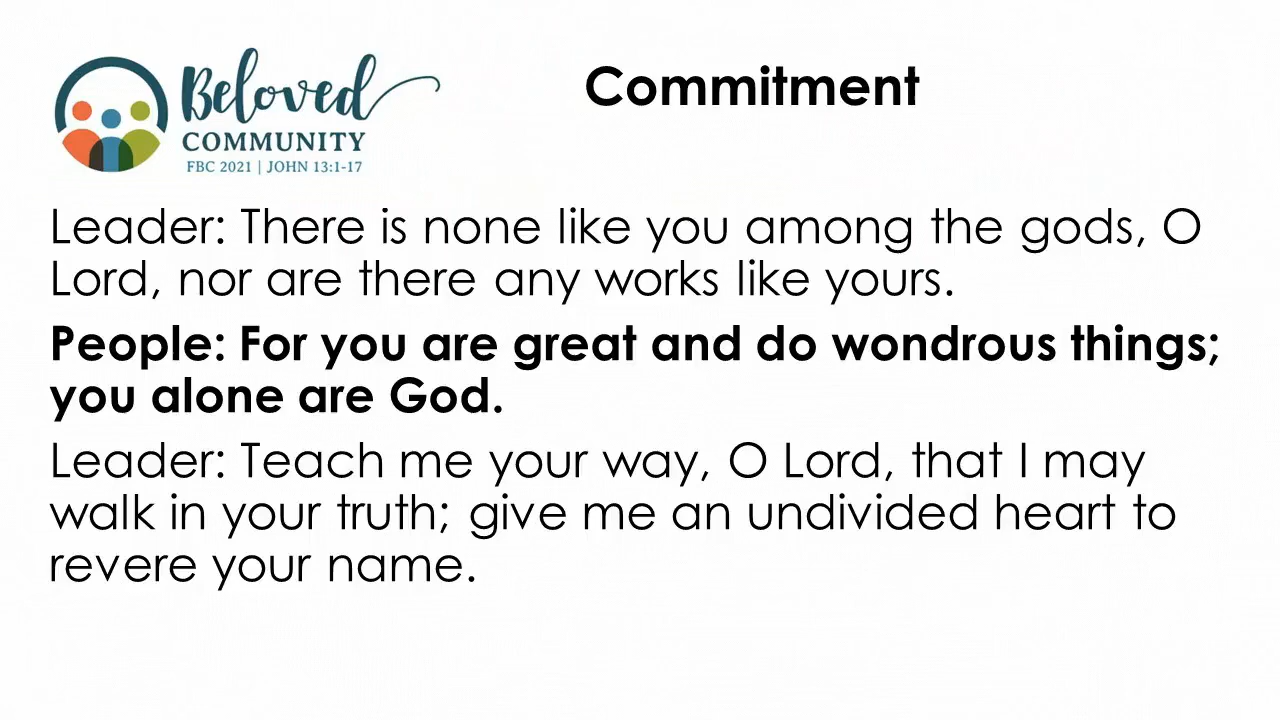 Beloved
COMMUNITY
FBC 2021 | JOHN 13:1-17
Commitment
Leader: There is none like you among the gods, O
Lord, nor are there any works like yours.
People: For you are great and do wondrous things;
you alone are God.
Leader: Teach me your way, O Lord, that I may
walk in your truth; give me an undivided heart to
revere your name.